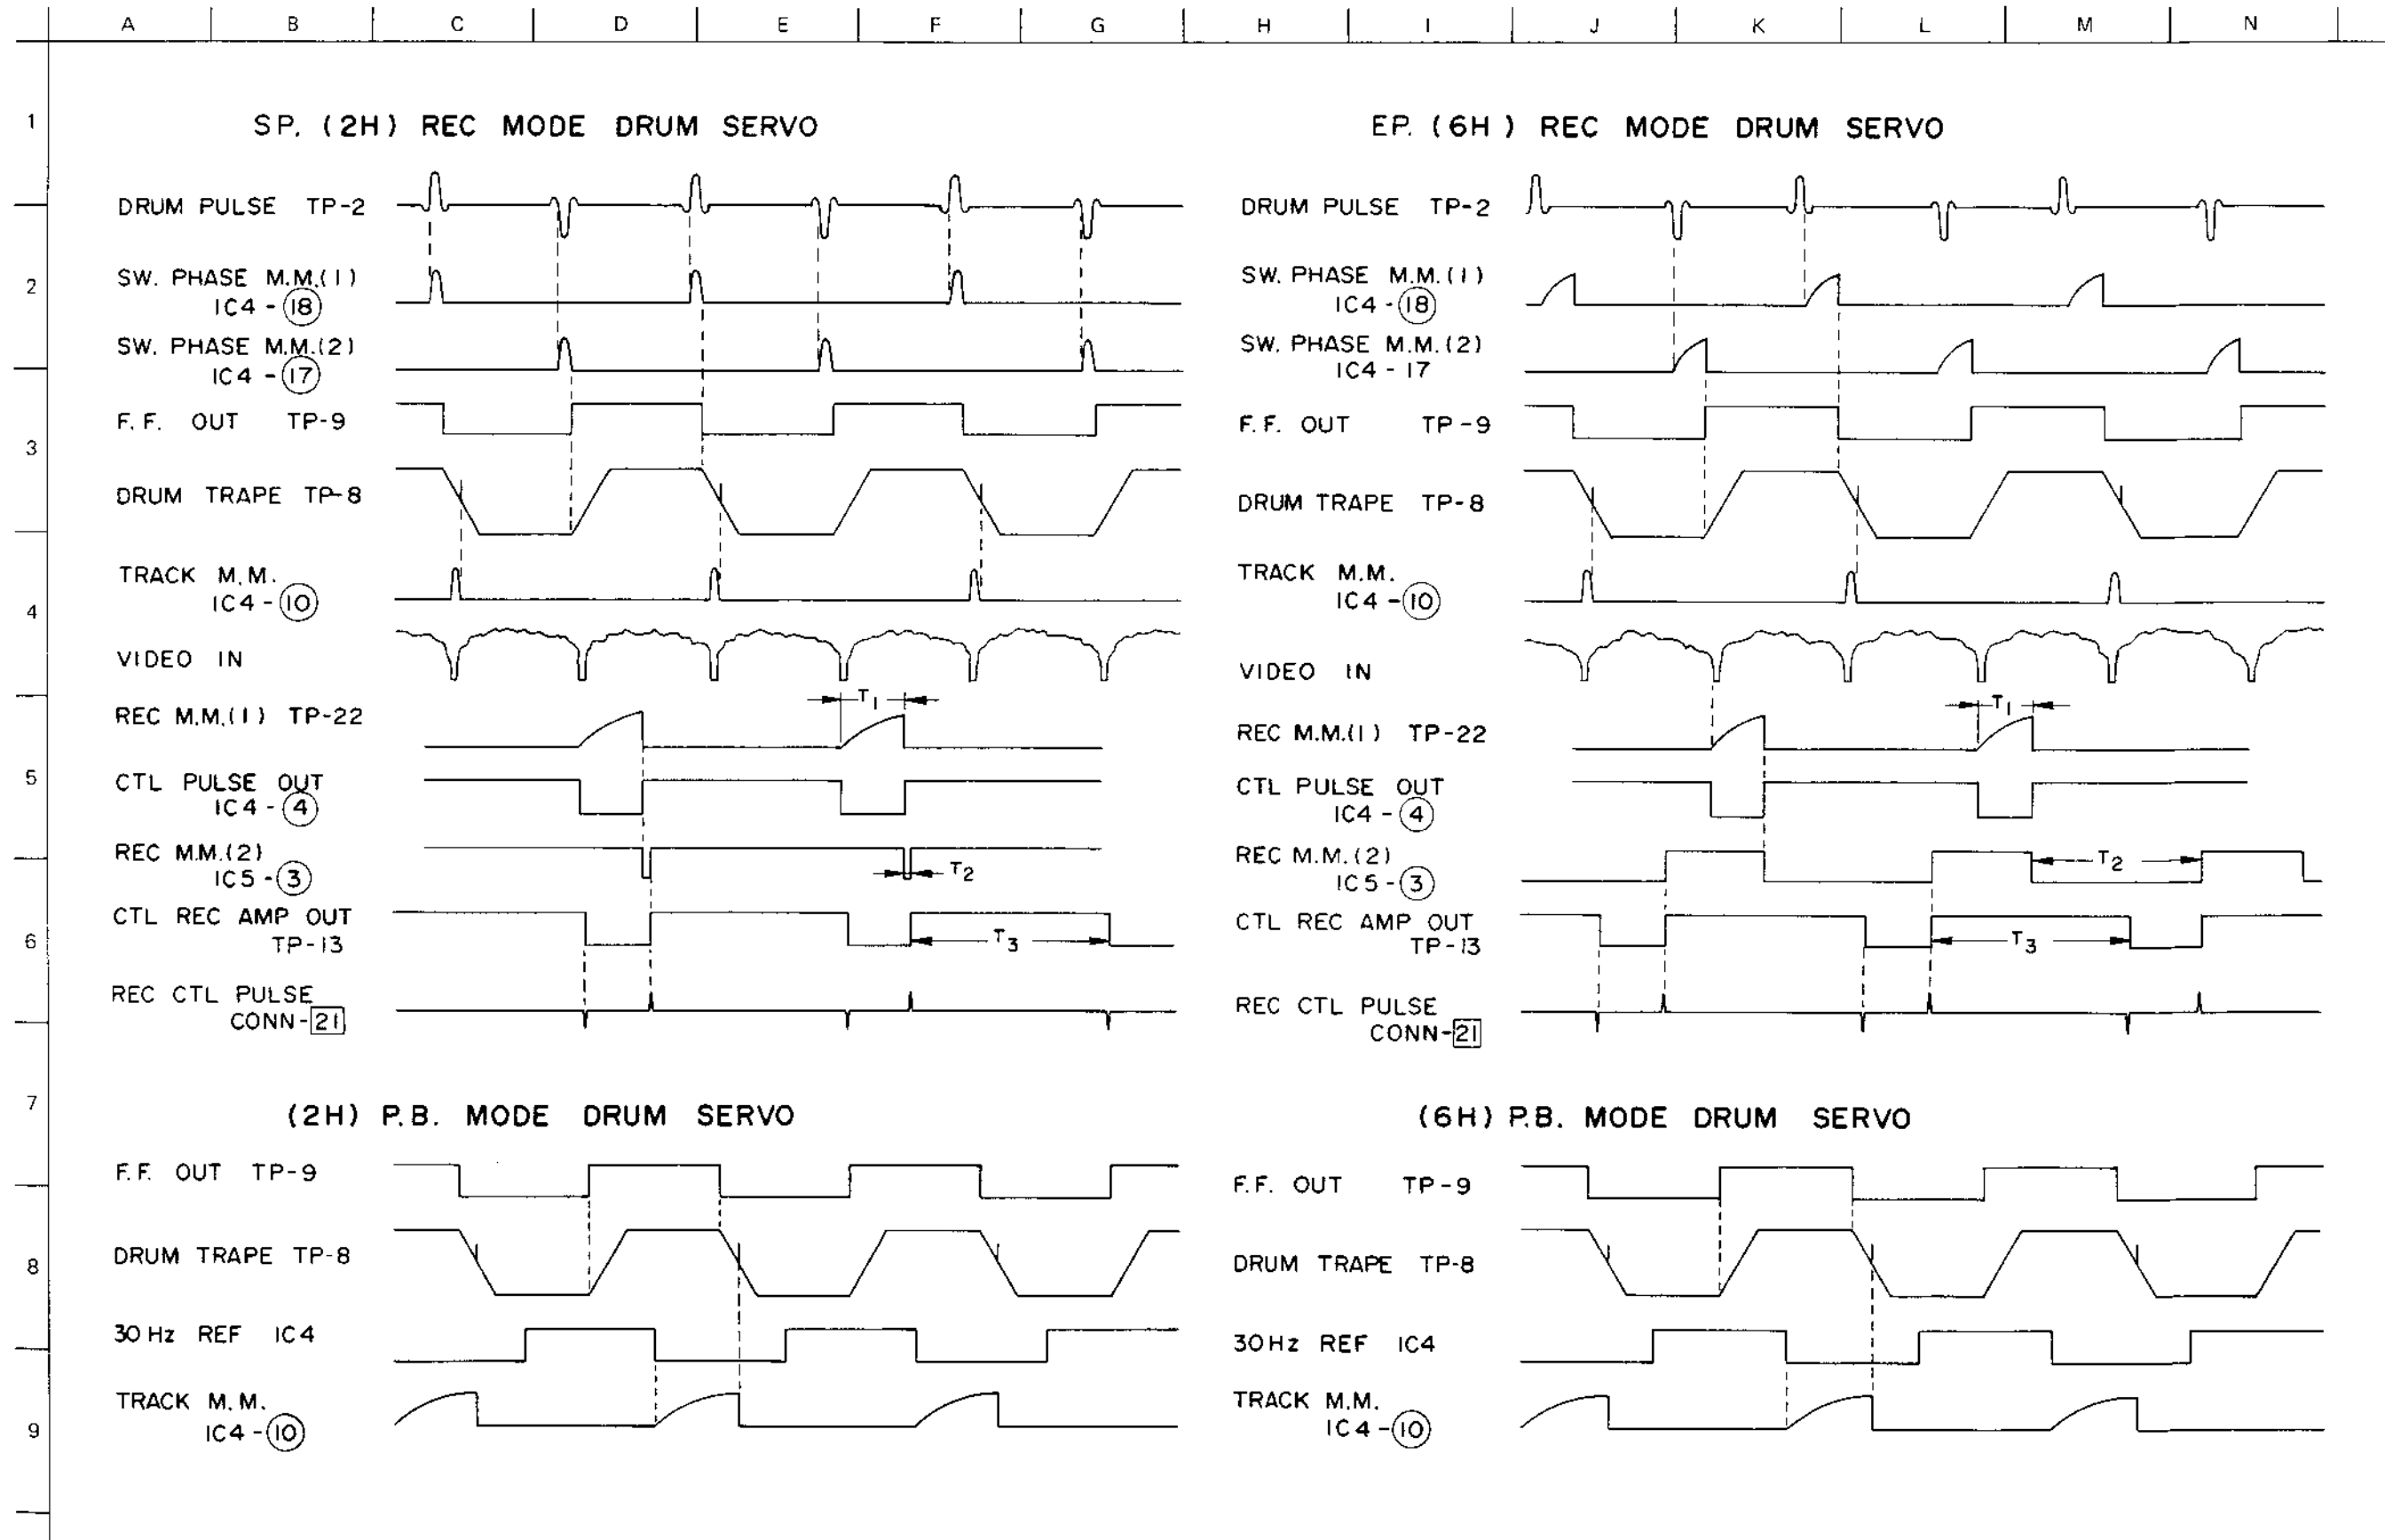 A B C D E F G H I J K L M N
1
2
3
4
5
6
7
8
9
SP. (2H) REC MODE DRUM SERVO
DRUM PULSE TP-2
SW. PHASE M.M.(1)
IC4-(18)
SW. PHASE M.M.(2)
IC4-(17)
F.F. OUT TP-9
DRUM TRAPE TP-8
TRACK M.M.
IC4-(10)
VIDEO IN
REC M.M.(1) TP-22
T1
CTL PULSE OUT
IC4-(4)
REC M.M.(2)
IC5-(3)
T2
CTL REC AMP OUT
TP-13
T3
REC CTL PULSE
CONN-[21]
EP. (6H) REC MODE DRUM SERVO
DRUM PULSE TP-2
SW. PHASE M.M.(1)
IC4-(18)
SW. PHASE M.M.(2)
IC4-17
F.F. OUT TP-9
DRUM TRAPE TP-8
TRACK M.M.
IC4-(10)
VIDEO IN
REC M.M.(1) TP-22
T1
CTL PULSE OUT
IC4-(4)
REC M.M.(2)
IC5-(3)
T2
CTL REC AMP OUT
TP-13
T3
REC CTL PULSE
CONN-[21]
(2H) P.B. MODE DRUM SERVO
F.F. OUT TP-9
DRUM TRAPE TP-8
30Hz REF IC4
TRACK M.M.
IC4-(10)
(6H) P.B. MODE DRUM SERVO
F.F. OUT TP-9
DRUM TRAPE TP-8
30Hz REF IC4
TRACK M.M.
IC4-(10)